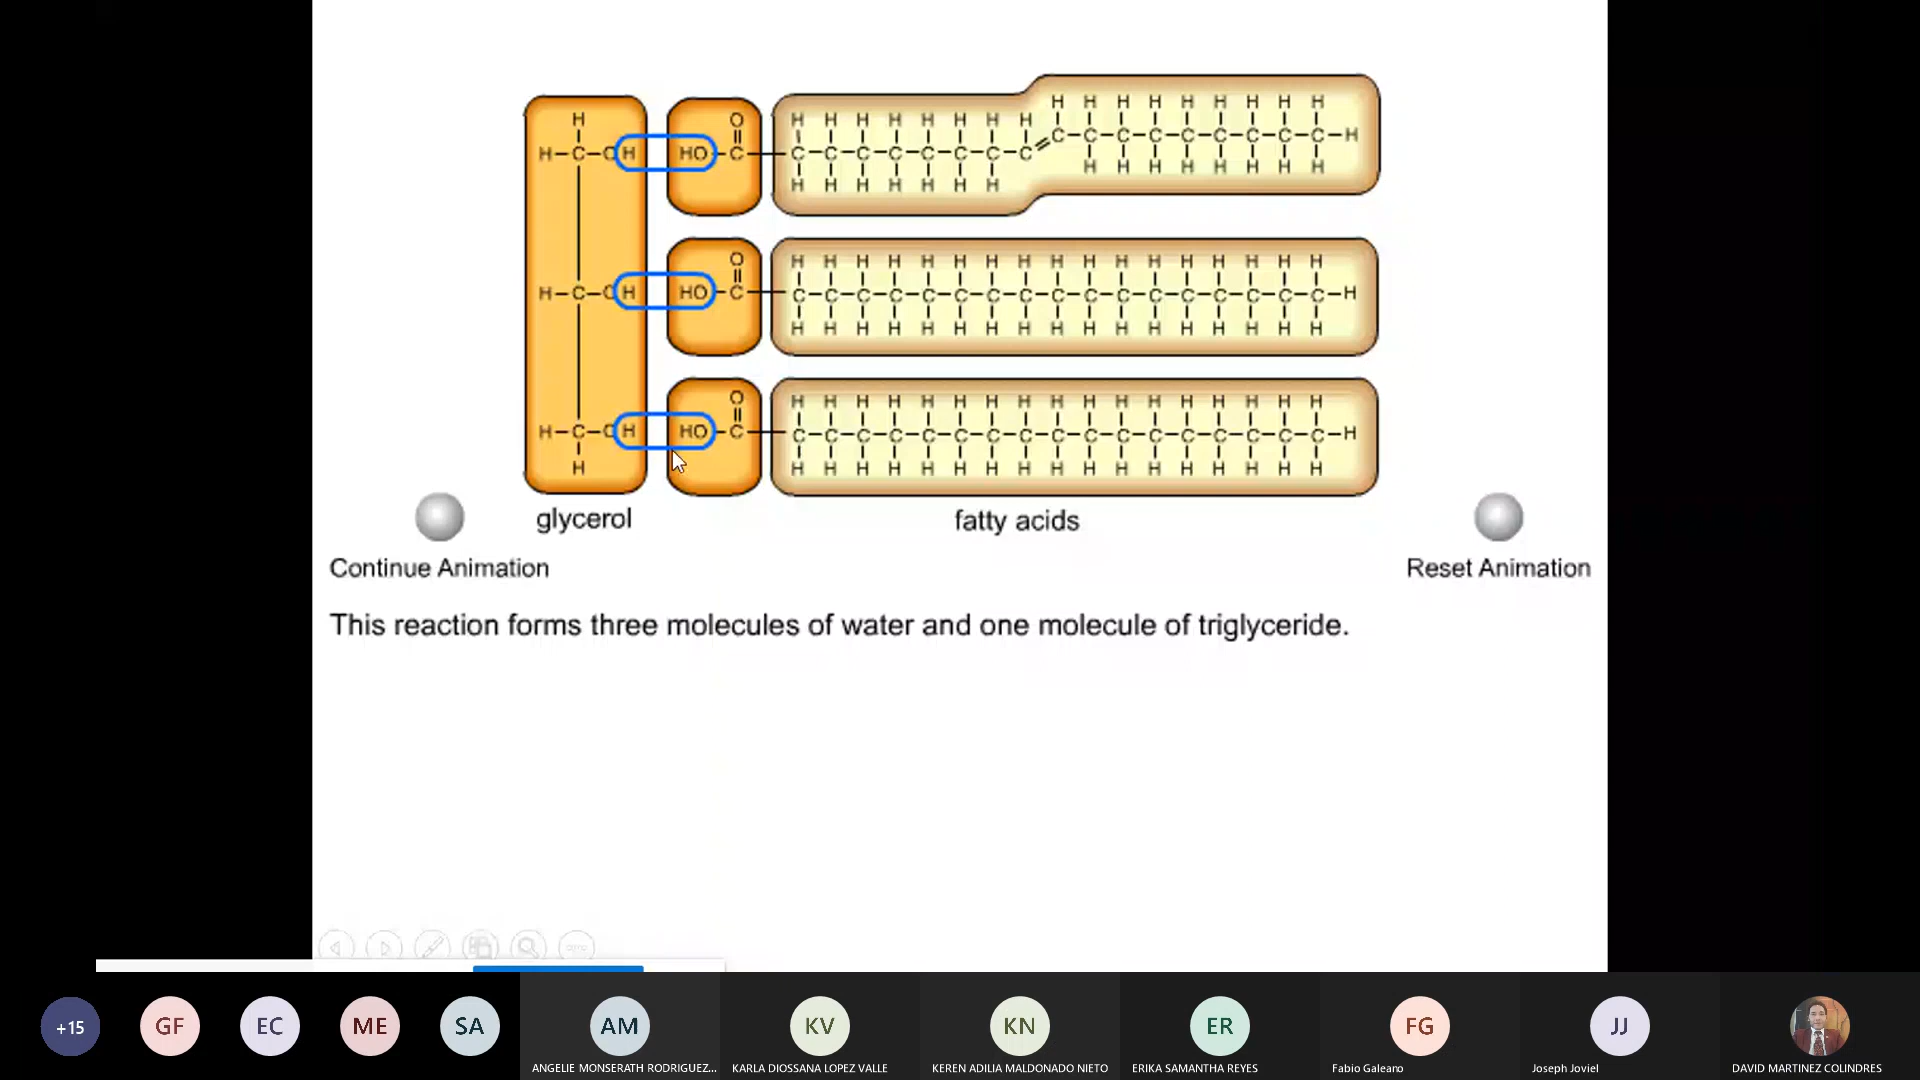 glycerol
fatty acids
Continue Animation
Reset Animation
This reaction forms three molecules of water and one molecule of triglyceride.
+15
GF
EC
ME
SA
AM
KV
KN
ER
FG
JJ
ANGELIE MONSERATH RODRIGUEZ...
KARLA DIOSSANA LOPEZ VALLE
KEREN ADILIA MALDONADO NIETO
ERIKA SAMANTHA REYES
Fabio Galeano
Joseph Joviel
DAVID MARTINEZ COLINDRES